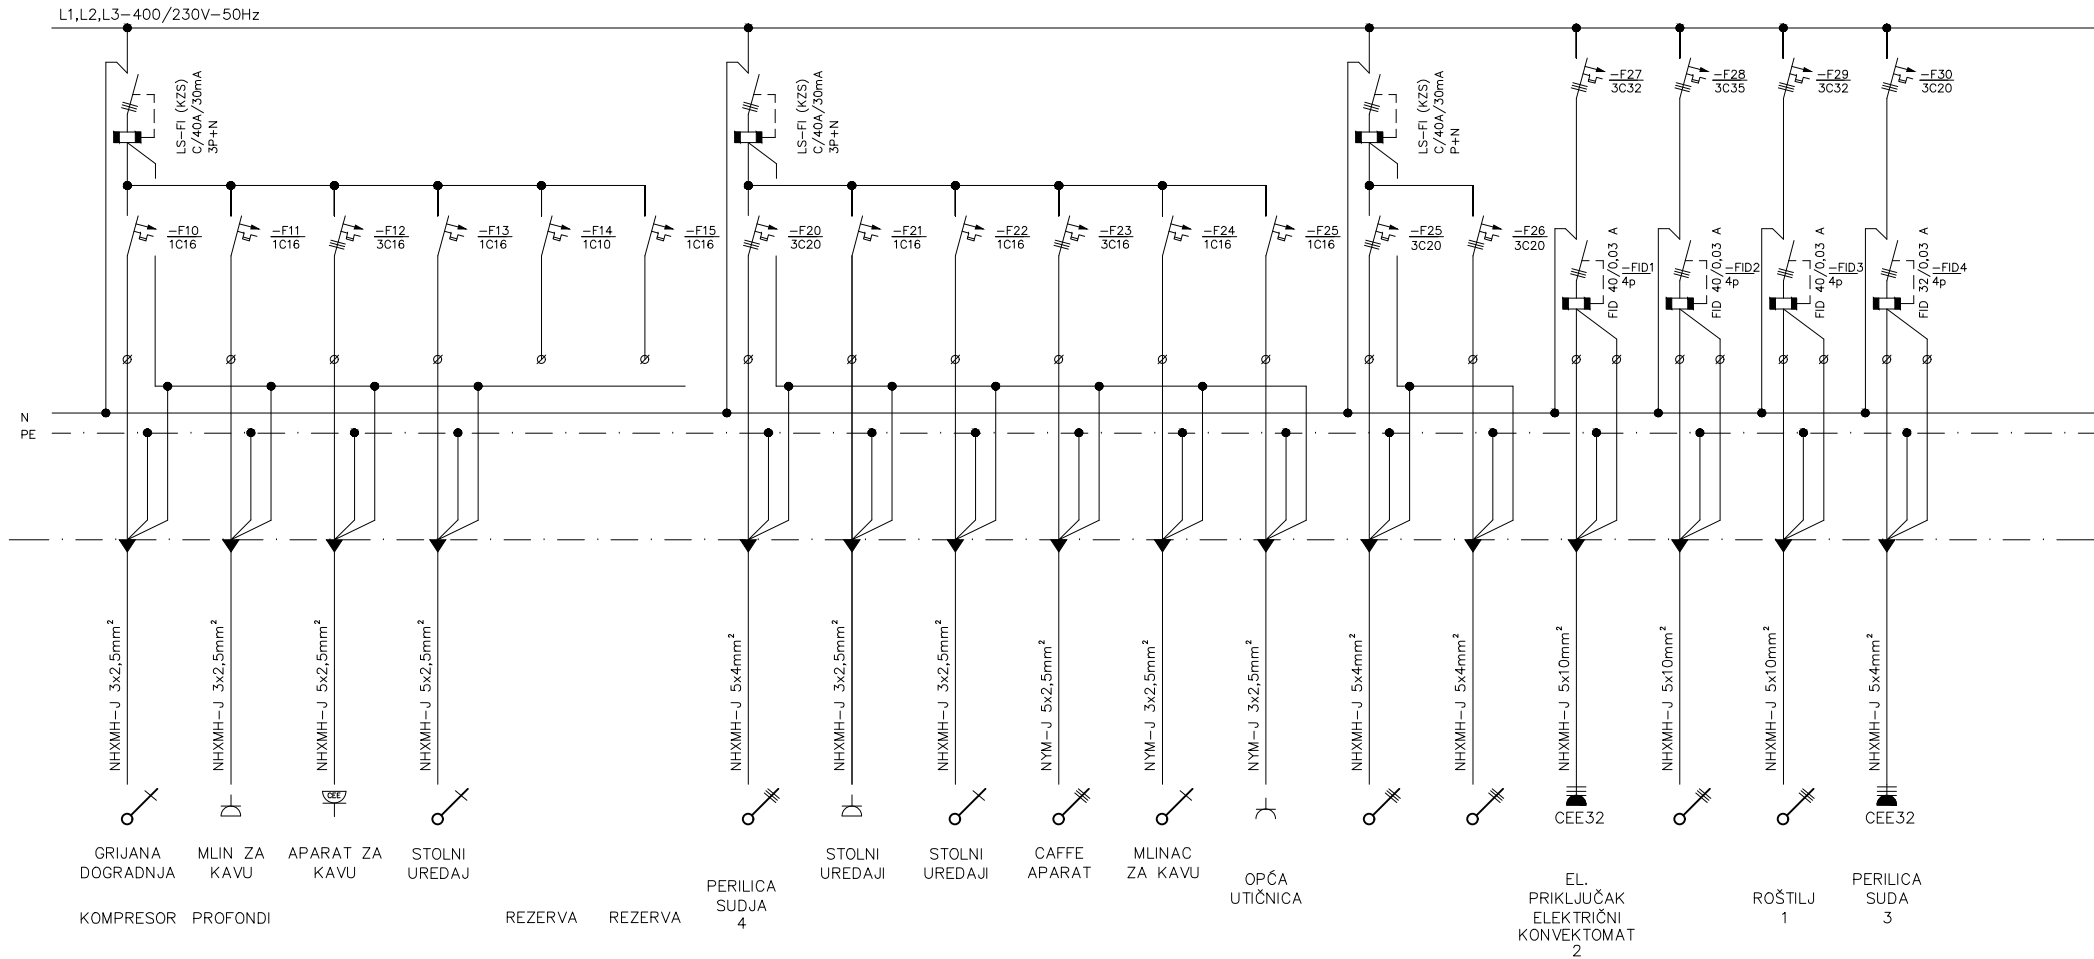 L1,L2,L3-400/230V-50Hz
LS-FI (KZS)
C/40A/30mA
3P+N
LS-FI (KZS)
C/40A/30mA
3P+N
LS-FI (KZS)
C/40A/30mA
P+N
-F27
3C32
-F28
3C35
-F29
3C32
-F30
3C20
-F10
1C16
-F11
1C16
-F12
3C16
-F13
1C16
-F14
1C10
-F15
1C16
-F20
3C20
-F21
1C16
-F22
1C16
-F23
3C16
-F24
1C16
-F25
1C16
-F25
3C20
-F26
3C20
FID 40/0,03 A
-FID1
4p
FID 40/0,03 A
-FID2
4p
FID 40/0,03 A
-FID3
4p
FID 32/0,03 A
-FID4
4p
N
PE
NHXMH-J 3x2,5mm²
NHXMH-J 3x2,5mm²
NHXMH-J 5x2,5mm²
NHXMH-J 5x2,5mm²
NHXMH-J 5x4mm²
NHXMH-J 3x2,5mm²
NHXMH-J 3x2,5mm²
NYM-J 5x2,5mm²
NYM-J 3x2,5mm²
NYM-J 3x2,5mm²
NHXMH-J 5x4mm²
NHXMH-J 5x4mm²
NHXMH-J 5x10mm²
NHXMH-J 5x10mm²
NHXMH-J 5x10mm²
NHXMH-J 5x4mm²
CEE
CEE32
CEE32
GRIJANA
DOGRADNJA
KOMPRESOR
MLIN ZA
KAVU
PROFONDI
APARAT ZA
KAVU
STOLNI
UREDAJ
REZERVA
REZERVA
PERILICA
SUDJA
4
STOLNI
UREDAJI
STOLNI
UREDAJI
CAFFE
APARAT
MLINAC
ZA KAVU
OPĆA
UTIČNICA
EL.
PRIKLJUČAK
ELEKTRIČNI
KONVEKTOMAT
2
ROŠTILJ
1
PERILICA
SUDA
3